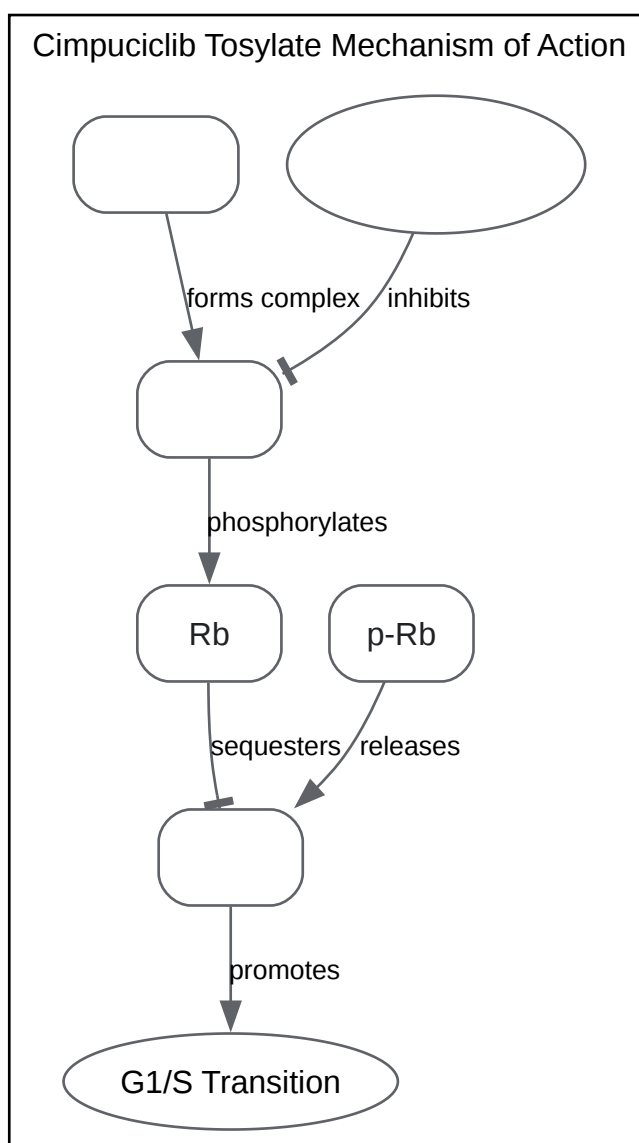 Cimpuciclib Tosylate Mechanism of Action
forms complex
inhibits
phosphorylates
Rb
p-Rb
sequesters
releases
promotes
G1/S Transition